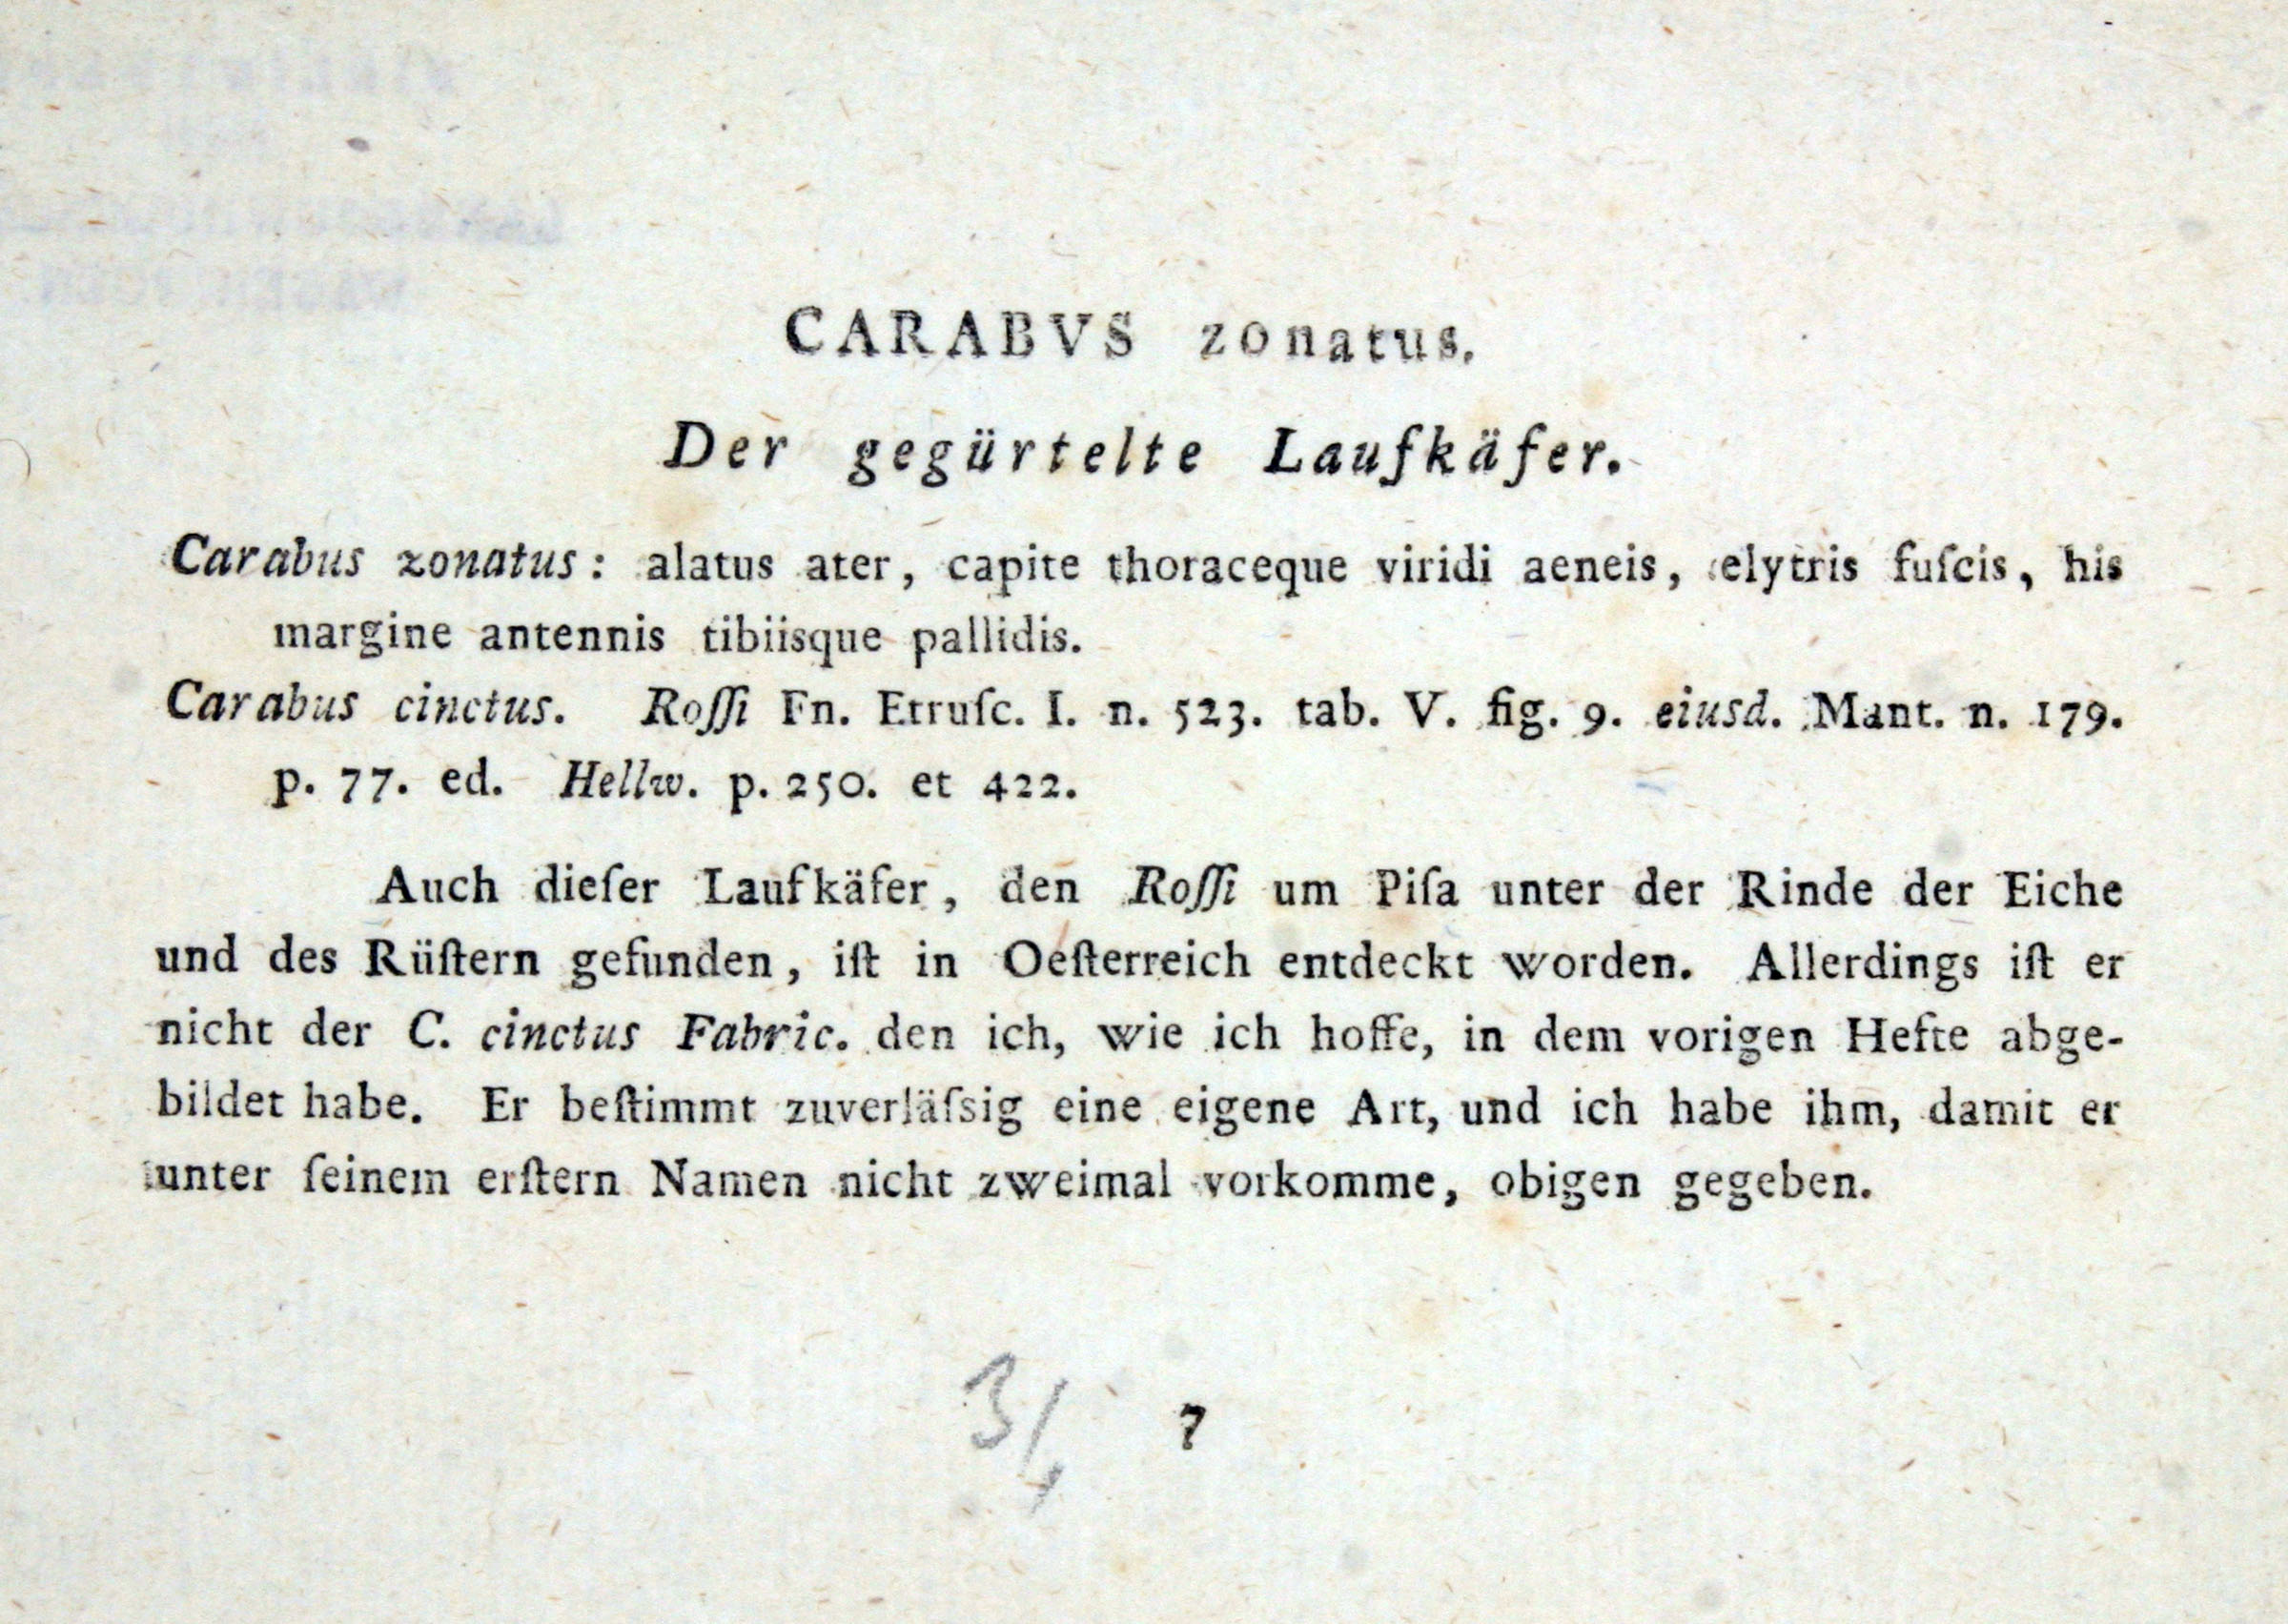 CARABVS zonatus.
Der gegürtelte Laufkäfer.
Carabus zonatus: alatus ater, capite thoraceque viridi aeneis, elytris fuſcis, his
margine antennis tibiisque pallidis.
Carabus cinctus. Roſſi Fn. Etruſc. I. n. 523. tab. V. fig. 9. eiusd. Mant. n. 179.
p. 77. ed. Hellw. p. 250. et 422.
Auch dieſer Laufkäfer, den Roſſi um Piſa unter der Rinde der Eiche
und des Rüſtern gefunden, iſt in Oeſterreich entdeckt worden. Allerdings iſt er
nicht der C. cinctus Fabric. den ich, wie ich hoffe, in dem vorigen Hefte abge-
bildet habe. Er beſtimmt zuverläſsig eine eigene Art, und ich habe ihm, damit er
unter ſeinem erſtern Namen nicht zweimal vorkomme, obigen gegeben.
34 7